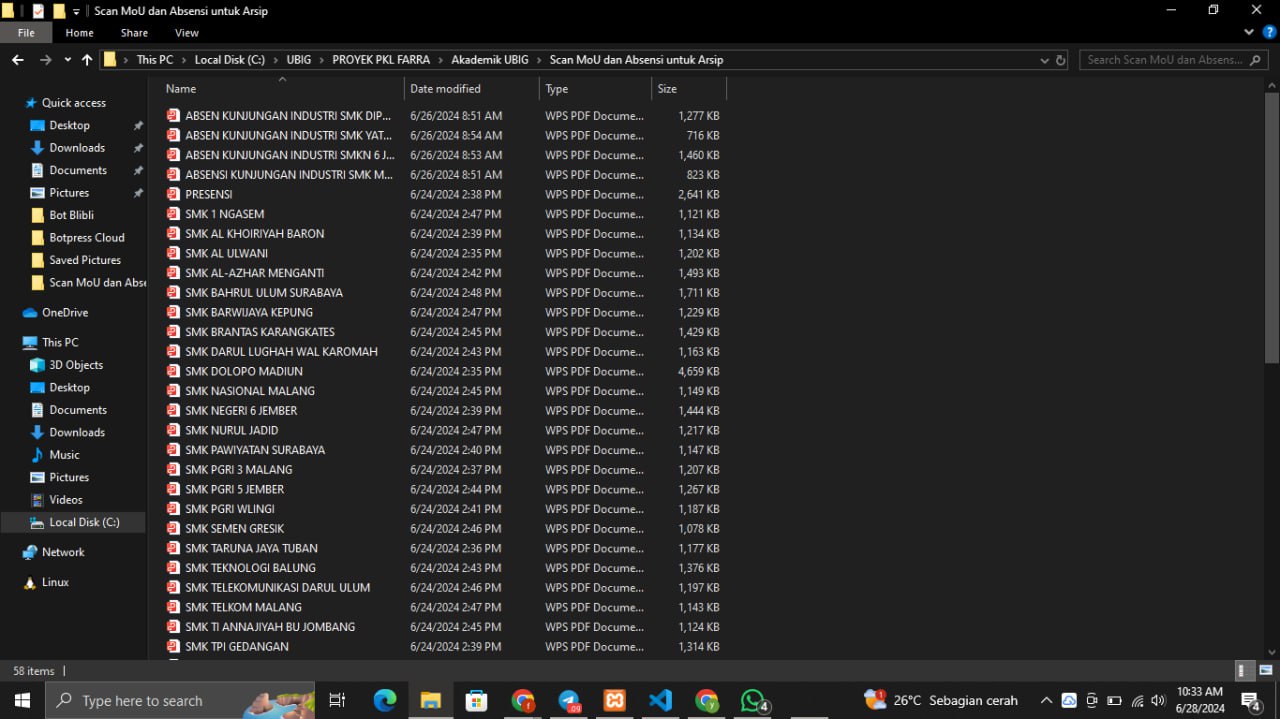 Scan MoU dan Absensi untuk Arsip
File Home Share View
This PC Local Disk (C:) UBIG PROYEK PKL FARRA Akademik UBIG Scan MoU dan Absensi untuk Arsip Search Scan MoU dan Absens...
Quick access
Desktop
Downloads
Documents
Pictures
Bot Blibli
Botpress Cloud
Saved Pictures
Scan MoU dan Abse
OneDrive
This PC
3D Objects
Desktop
Documents
Downloads
Music
Pictures
Videos
Local Disk (C:)
Network
Linux
Name Date modified Type Size
ABSEN KUNJUNGAN INDUSTRI SMK DIP... 6/26/2024 8:51 AM WPS PDF Docume... 1,277 KB
ABSEN KUNJUNGAN INDUSTRI SMK YAT... 6/26/2024 8:54 AM WPS PDF Docume... 716 KB
ABSEN KUNJUNGAN INDUSTRI SMKN 6 J... 6/26/2024 8:53 AM WPS PDF Docume... 1,460 KB
ABSENSI KUNJUNGAN INDUSTRI SMK M... 6/26/2024 8:51 AM WPS PDF Docume... 823 KB
PRESENSI 6/24/2024 2:38 PM WPS PDF Docume... 2,641 KB
SMK 1 NGASEM 6/24/2024 2:47 PM WPS PDF Docume... 1,121 KB
SMK AL KHOIRIYAH BARON 6/24/2024 2:39 PM WPS PDF Docume... 1,134 KB
SMK AL ULWANI 6/24/2024 2:35 PM WPS PDF Docume... 1,202 KB
SMK AL-AZHAR MENGANTI 6/24/2024 2:42 PM WPS PDF Docume... 1,493 KB
SMK BAHRUL ULUM SURABAYA 6/24/2024 2:48 PM WPS PDF Docume... 1,711 KB
SMK BARWIJAYA KEPUNG 6/24/2024 2:47 PM WPS PDF Docume... 1,229 KB
SMK BRANTAS KARANGKATES 6/24/2024 2:45 PM WPS PDF Docume... 1,429 KB
SMK DARUL LUGHAH WAL KAROMAH 6/24/2024 2:43 PM WPS PDF Docume... 1,163 KB
SMK DOLOPO MADIUN 6/24/2024 2:35 PM WPS PDF Docume... 4,659 KB
SMK NASIONAL MALANG 6/24/2024 2:45 PM WPS PDF Docume... 1,149 KB
SMK NEGERI 6 JEMBER 6/24/2024 2:39 PM WPS PDF Docume... 1,444 KB
SMK NURUL JADID 6/24/2024 2:47 PM WPS PDF Docume... 1,217 KB
SMK PAWIYATAN SURABAYA 6/24/2024 2:40 PM WPS PDF Docume... 1,147 KB
SMK PGRI 3 MALANG 6/24/2024 2:37 PM WPS PDF Docume... 1,207 KB
SMK PGRI 5 JEMBER 6/24/2024 2:44 PM WPS PDF Docume... 1,267 KB
SMK PGRI WLINGI 6/24/2024 2:41 PM WPS PDF Docume... 1,187 KB
SMK SEMEN GRESIK 6/24/2024 2:46 PM WPS PDF Docume... 1,078 KB
SMK TARUNA JAYA TUBAN 6/24/2024 2:36 PM WPS PDF Docume... 1,177 KB
SMK TEKNOLOGI BALUNG 6/24/2024 2:43 PM WPS PDF Docume... 1,376 KB
SMK TELEKOMUNIKASI DARUL ULUM 6/24/2024 2:46 PM WPS PDF Docume... 1,197 KB
SMK TELKOM MALANG 6/24/2024 2:47 PM WPS PDF Docume... 1,143 KB
SMK TI ANNAJIYAH BU JOMBANG 6/24/2024 2:45 PM WPS PDF Docume... 1,124 KB
SMK TPI GEDANGAN 6/24/2024 2:39 PM WPS PDF Docume... 1,314 KB
58 items
Type here to search
26°C Sebagian cerah
10:33 AM
6/28/2024